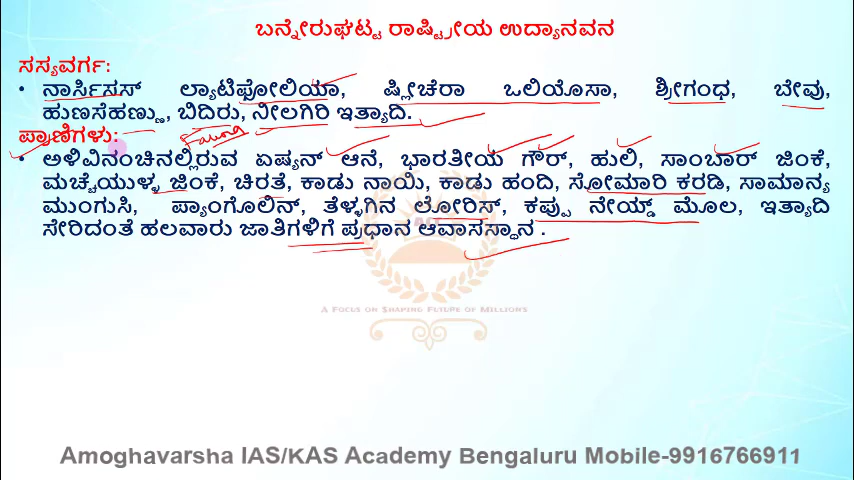 ಬನ್ನೇರುಘಟ್ಟ ರಾಷ್ಟ್ರೀಯ ಉದ್ಯಾನವನ
ಸಸ್ಯವರ್ಗ:
• ನಾರ್ಸಿಸಸ್ ಲ್ಯಾಟಿಫೋಲಿಯಾ, ಷ್ಲೀಚೆರಾ ಒಲಿಯೊಸಾ, ಶ್ರೀಗಂಧ, ಬೇವು,
ಹುಣಸೆಹಣ್ಣು, ಬಿದಿರು, ನೀಲಗಿರಿ ಇತ್ಯಾದಿ.
ಪ್ರಾಣಿಗಳು: Fauna
• ಅಳಿವಿನಂಚಿನಲ್ಲಿರುವ ಏಷ್ಯನ್ ಆನೆ, ಭಾರತೀಯ ಗೌರ್, ಹುಲಿ, ಸಾಂಬಾರ್ ಜಿಂಕೆ,
ಮಚ್ಚೆಯುಳ್ಳ ಜಿಂಕೆ, ಚಿರತೆ, ಕಾಡು ನಾಯಿ, ಕಾಡು ಹಂದಿ, ಸೋಮಾರಿ ಕರಡಿ, ಸಾಮಾನ್ಯ
ಮುಂಗುಸಿ, ಪ್ಯಾಂಗೊಲಿನ್, ತೆಳ್ಳಗಿನ ಲೋರಿಸ್, ಕಪ್ಪು ನೇಯ್ಡ್ ಮೊಲ, ಇತ್ಯಾದಿ
ಸೇರಿದಂತೆ ಹಲವಾರು ಜಾತಿಗಳಿಗೆ ಪ್ರಧಾನ ಆವಾಸಸ್ಥಾನ .
A Focus on Shaping Future of Millions
Amoghavarsha IAS/KAS Academy Bengaluru Mobile-9916766911